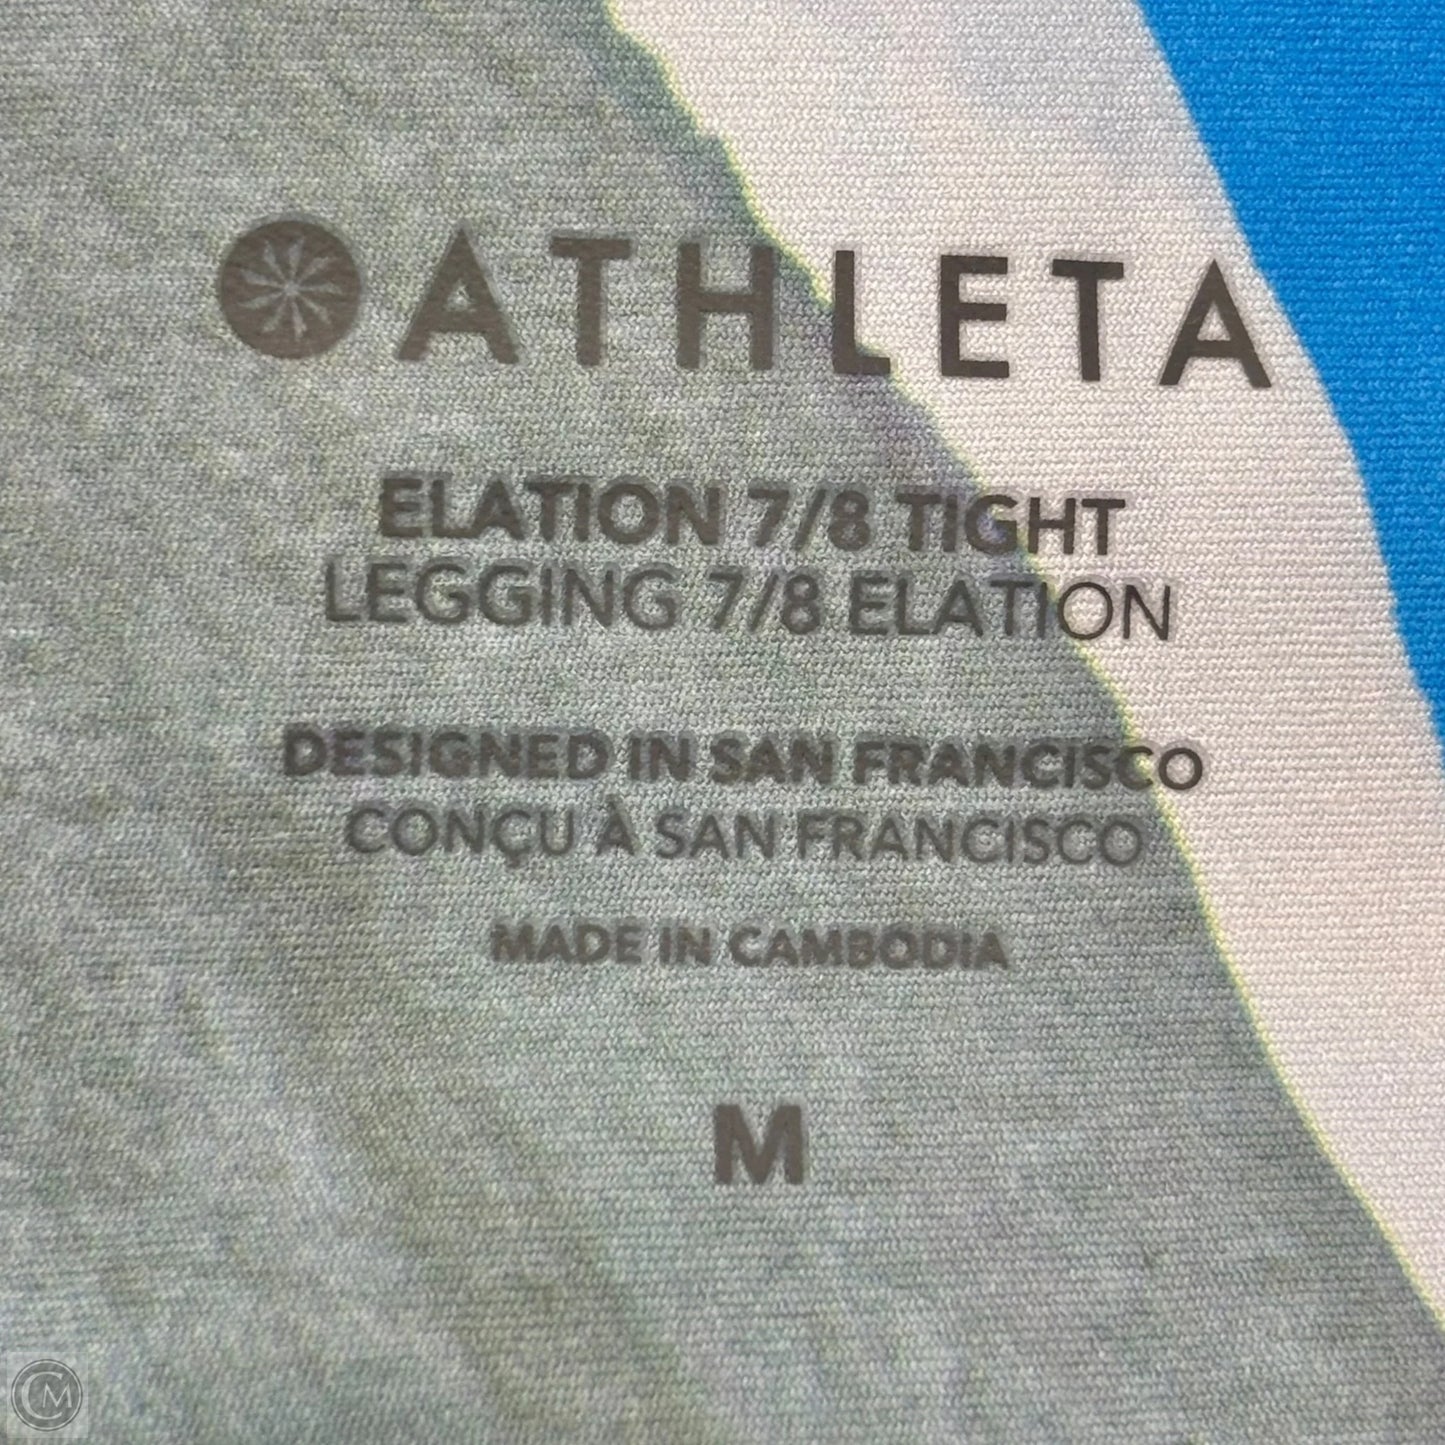 ATHLETA
ELATION 7/8 TIGHT
LEGGING 7/8 ELATION
DESIGNED IN SAN FRANCISCO
CONÇU À SAN FRANCISCO
MADE IN CAMBODIA
M
CM